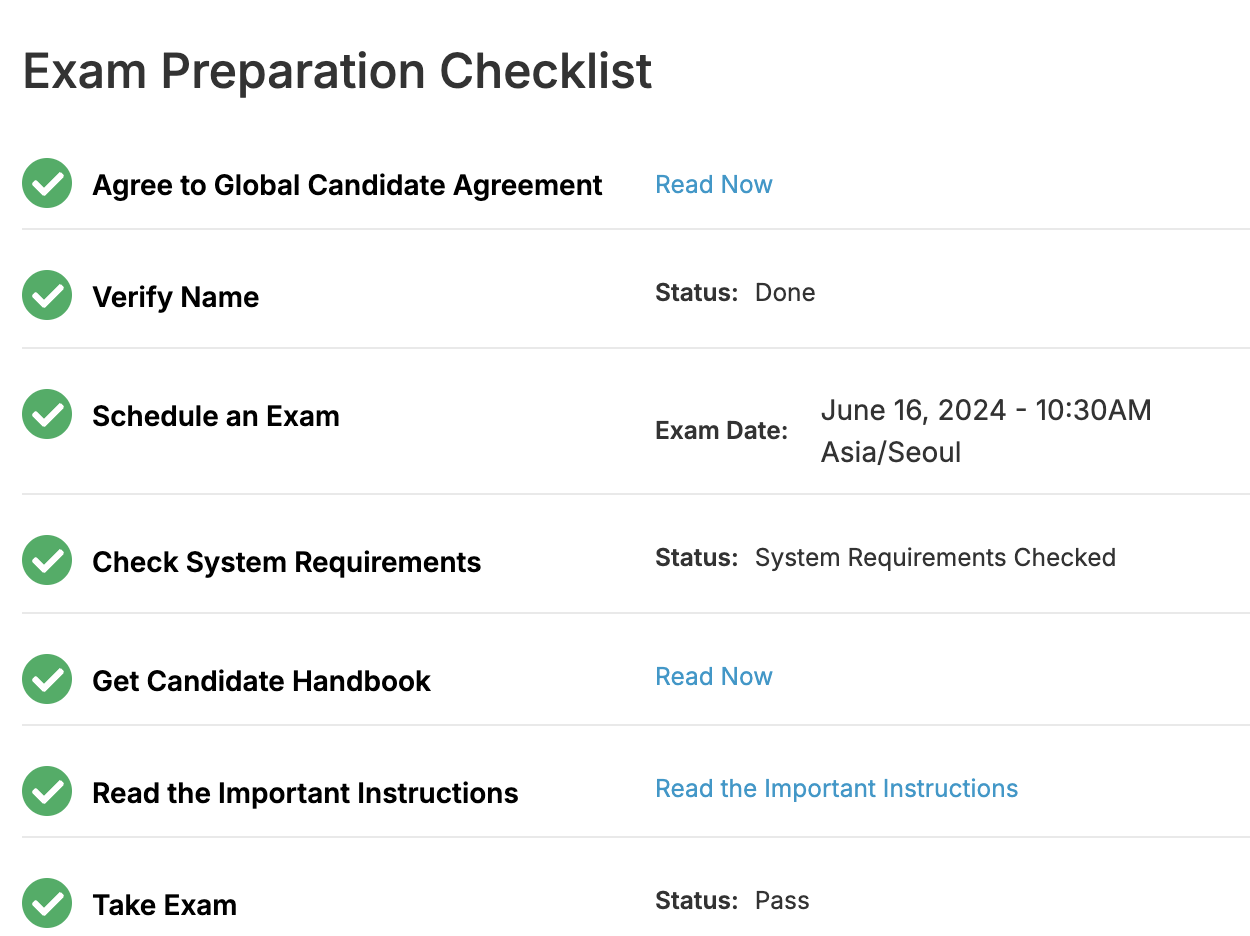 Exam Preparation Checklist
Agree to Global Candidate Agreement Read Now
Verify Name Status: Done
Schedule an Exam Exam Date: June 16, 2024 - 10:30AM
Asia/Seoul
Check System Requirements Status: System Requirements Checked
Get Candidate Handbook Read Now
Read the Important Instructions Read the Important Instructions
Take Exam Status: Pass